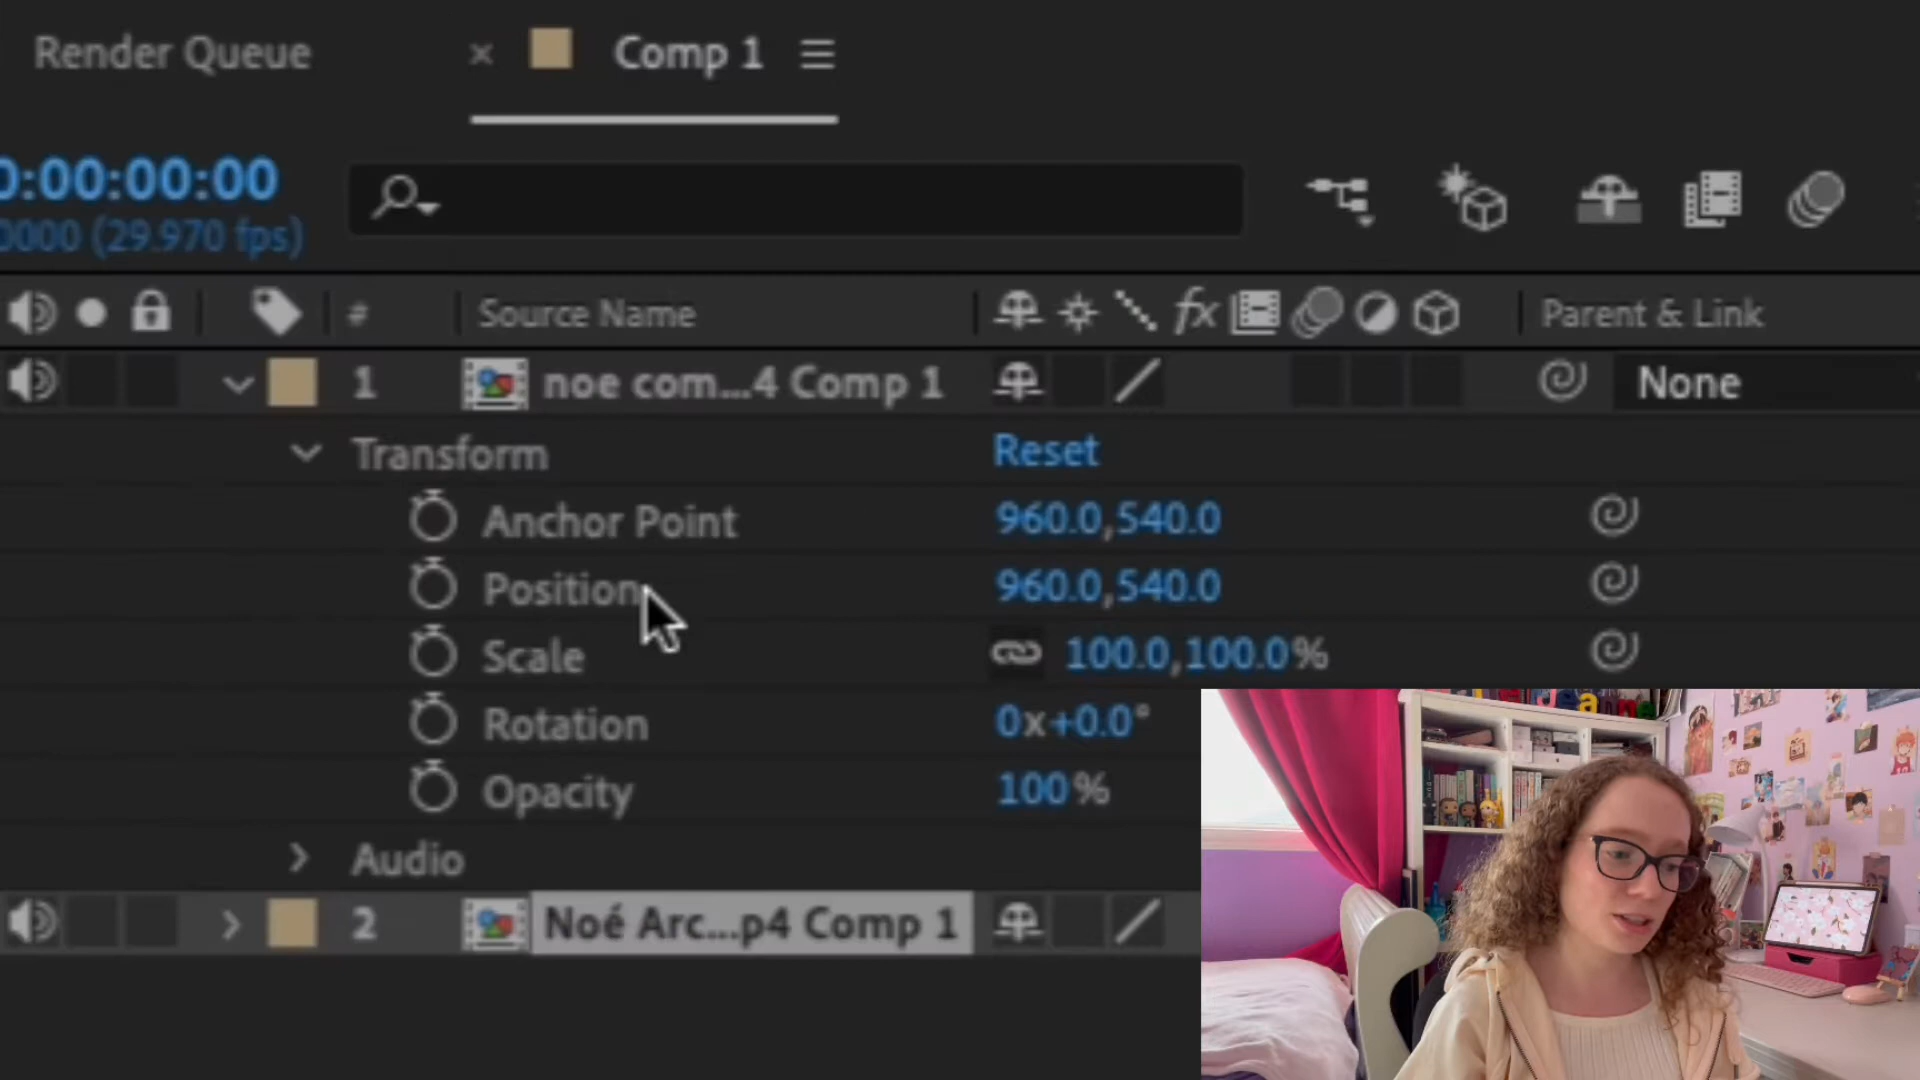 Render Queue × Comp 1
0:00:00:00
0000 (29.970 fps)
# Source Name fx Parent & Link
1 noe com...4 Comp 1 None
Transform Reset
Anchor Point 960.0,540.0
Position 960.0,540.0
Scale 100.0,100.0%
Rotation 0x+0.0°
Opacity 100%
Audio
2 Noé Arc...p4 Comp 1